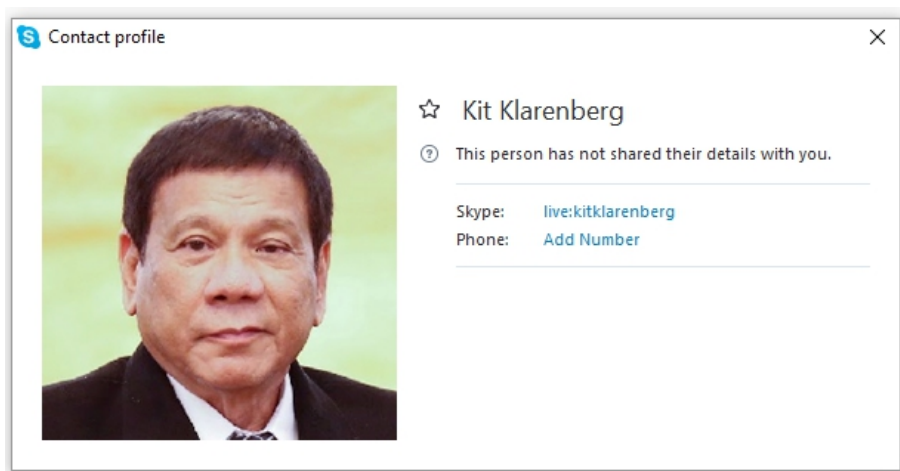 Contact profile
Kit Klarenberg
This person has not shared their details with you.
Skype: live:kitklarenberg
Phone: Add Number